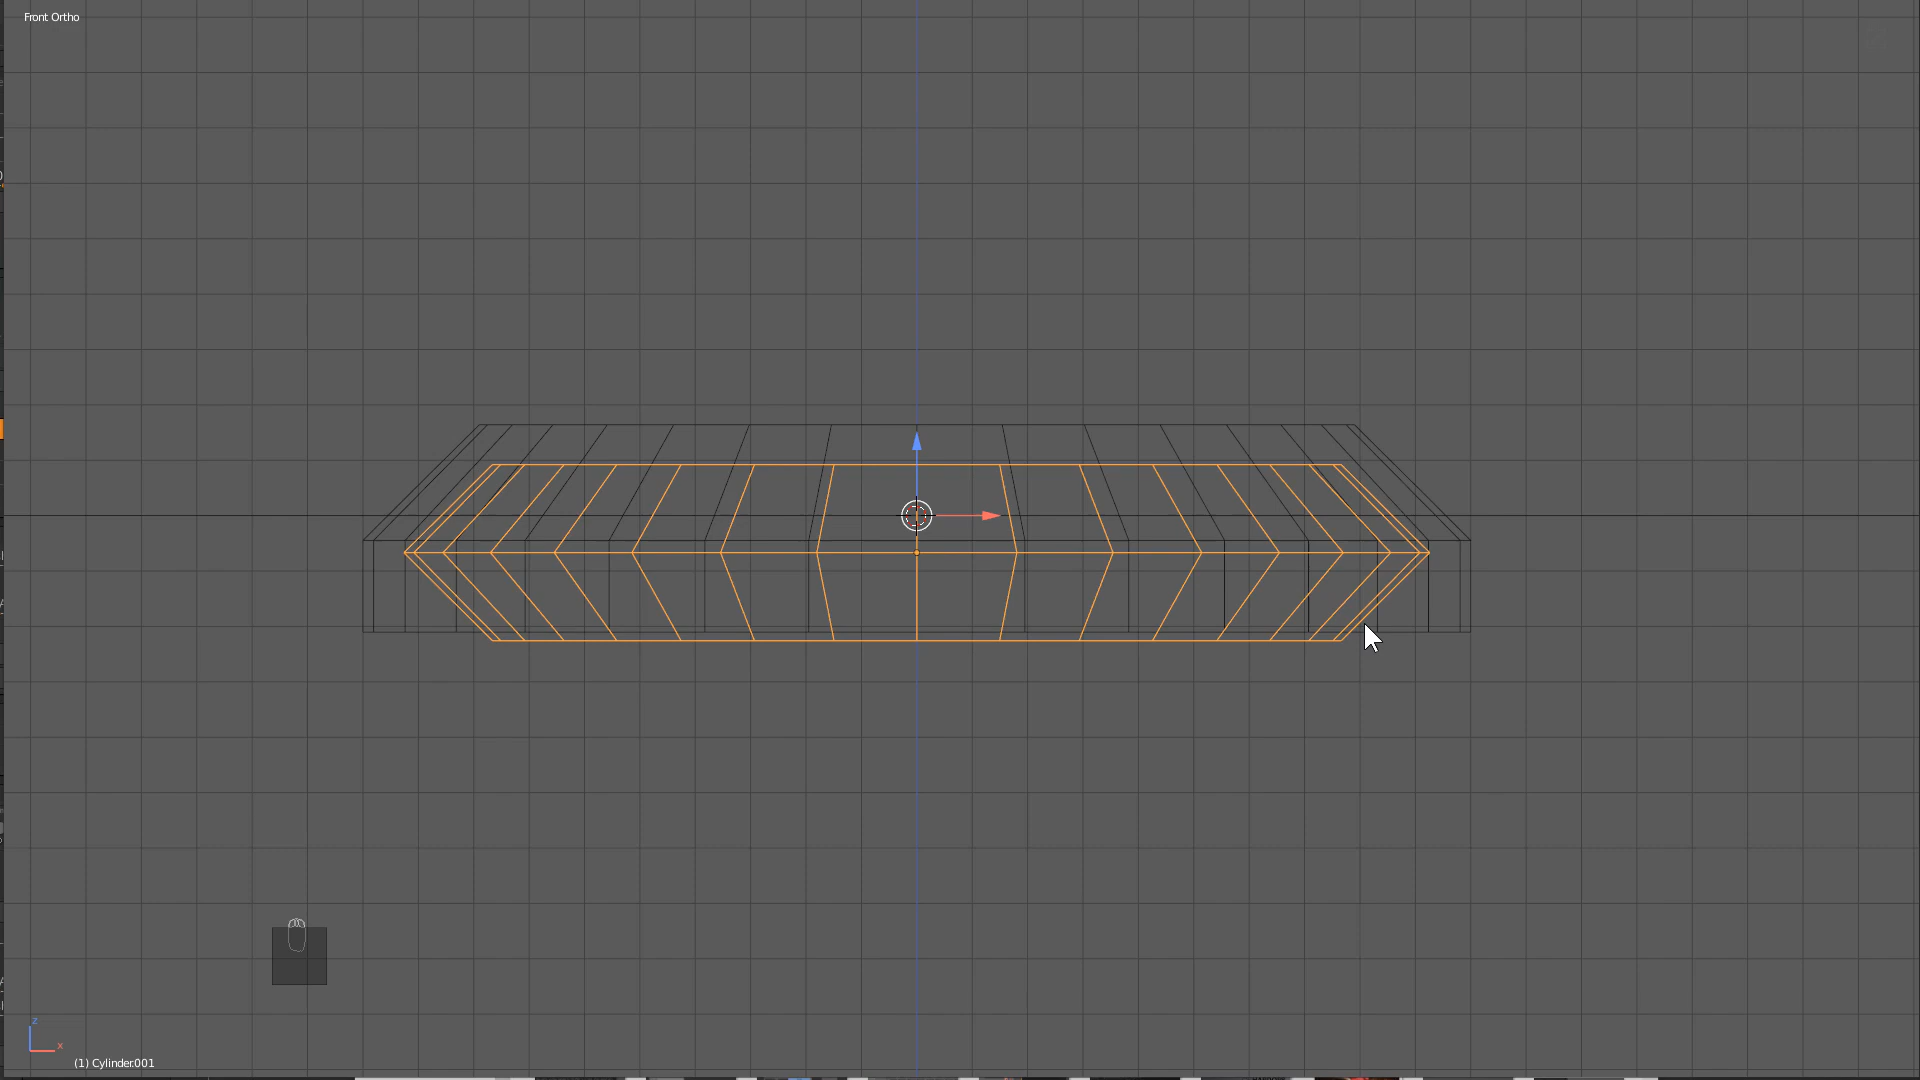 Front Ortho
z
x
(1) Cylinder.001